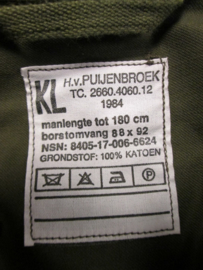 KL
H.v.PUIJENBROEK
TC. 2660.4060.12
1984
manlengte tot 180 cm
borstomvang 88 x 92
NSN: 8405-17-006-6624
GRONDSTOF: 100% KATOEN